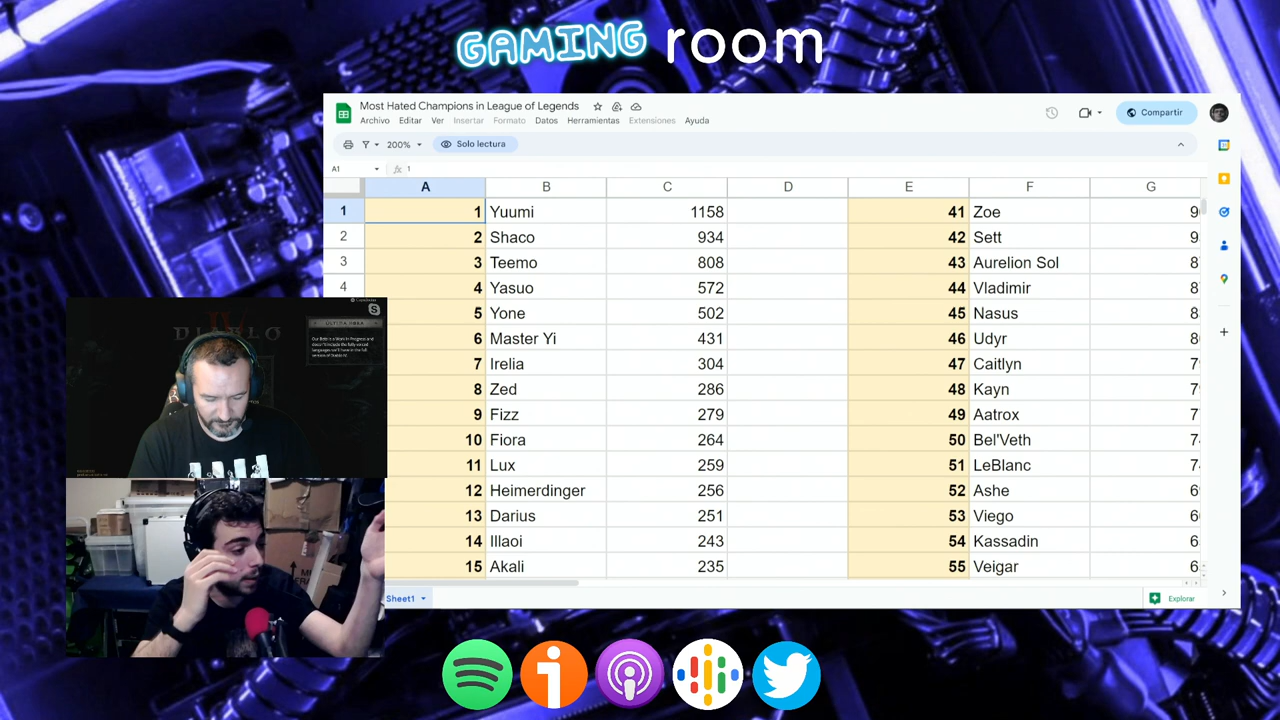 GAMING room
Most Hated Champions in League of Legends
Archivo Editar Ver Insertar Formato Datos Herramientas Extensiones Ayuda
Compartir
200% Solo lectura
A1 fx 1
A B C D E F G
1 1 Yuumi 1158 41 Zoe
2 2 Shaco 934 42 Sett
3 3 Teemo 808 43 Aurelion Sol
4 4 Yasuo 572 44 Vladimir
5 Yone 502 45 Nasus
6 Master Yi 431 46 Udyr
7 Irelia 304 47 Caitlyn
8 Zed 286 48 Kayn
9 Fizz 279 49 Aatrox
10 Fiora 264 50 Bel'Veth
11 Lux 259 51 LeBlanc
12 Heimerdinger 256 52 Ashe
13 Darius 251 53 Viego
14 Illaoi 243 54 Kassadin
15 Akali 235 55 Veigar
Sheet1 Explorar
DIABLO IV